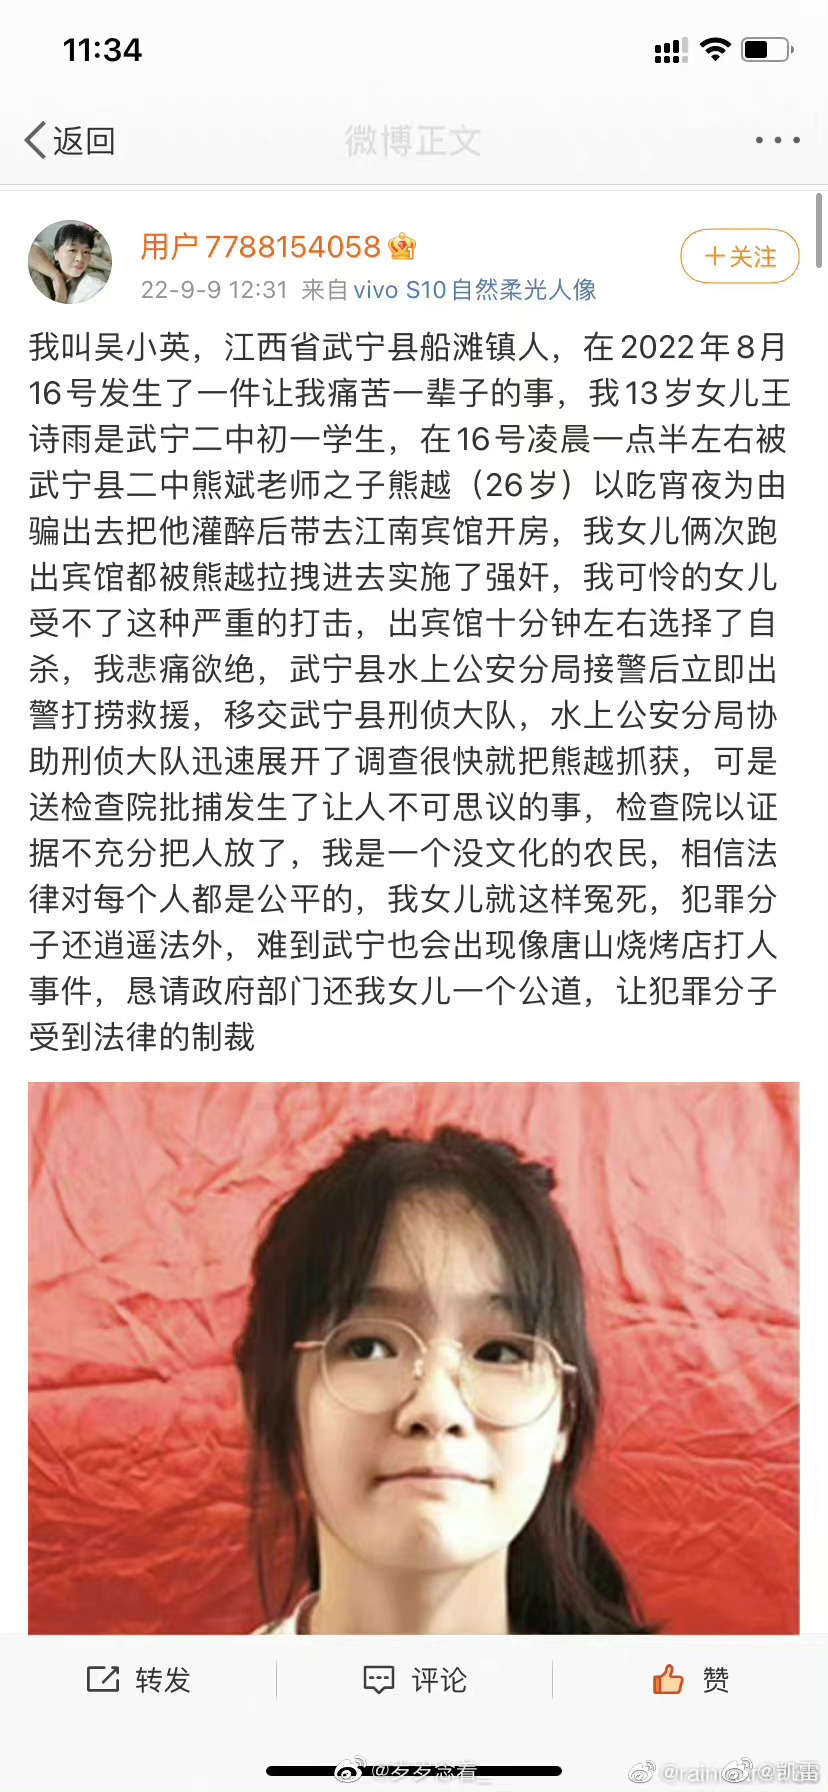 11:34
返回
微博正文
用户7788154058
+关注
22-9-9 12:31 来自 vivo S10自然柔光人像
我叫吴小英，江西省武宁县船滩镇人，在2022年8月
16号发生了一件让我痛苦一辈子的事，我13岁女儿王
诗雨是武宁二中初一学生，在16号凌晨一点半左右被
武宁县二中熊斌老师之子熊越（26岁）以吃宵夜为由
骗出去把他灌醉后带去江南宾馆开房，我女儿俩次跑
出宾馆都被熊越拉拽进去实施了强奸，我可怜的女儿
受不了这种严重的打击，出宾馆十分钟左右选择了自
杀，我悲痛欲绝，武宁县水上公安分局接警后立即出
警打捞救援，移交武宁县刑侦大队，水上公安分局协
助刑侦大队迅速展开了调查很快就把熊越抓获，可是
送检查院批捕发生了让人不可思议的事，检查院以证
据不充分把人放了，我是一个没文化的农民，相信法
律对每个人都是公平的，我女儿就这样冤死，犯罪分
子还逍遥法外，难到武宁也会出现像唐山烧烤店打人
事件，恳请政府部门还我女儿一个公道，让犯罪分子
受到法律的制裁
转发
评论
赞
@岁岁念看_
@rain
@凯雷